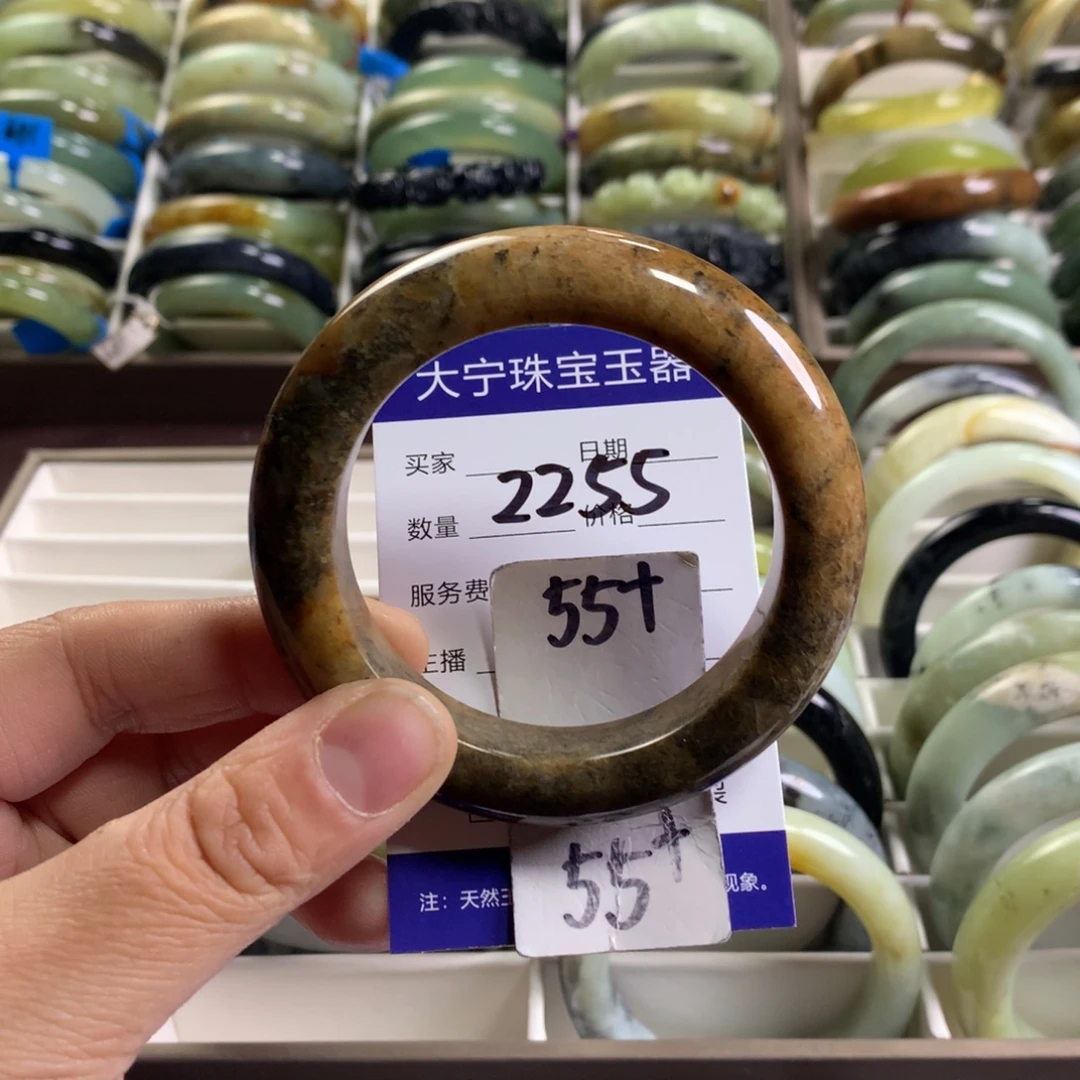 大宁珠宝玉器
买家 日期
2255
数量 价格
55+
服务费
主播
55+
注：天然 现象。